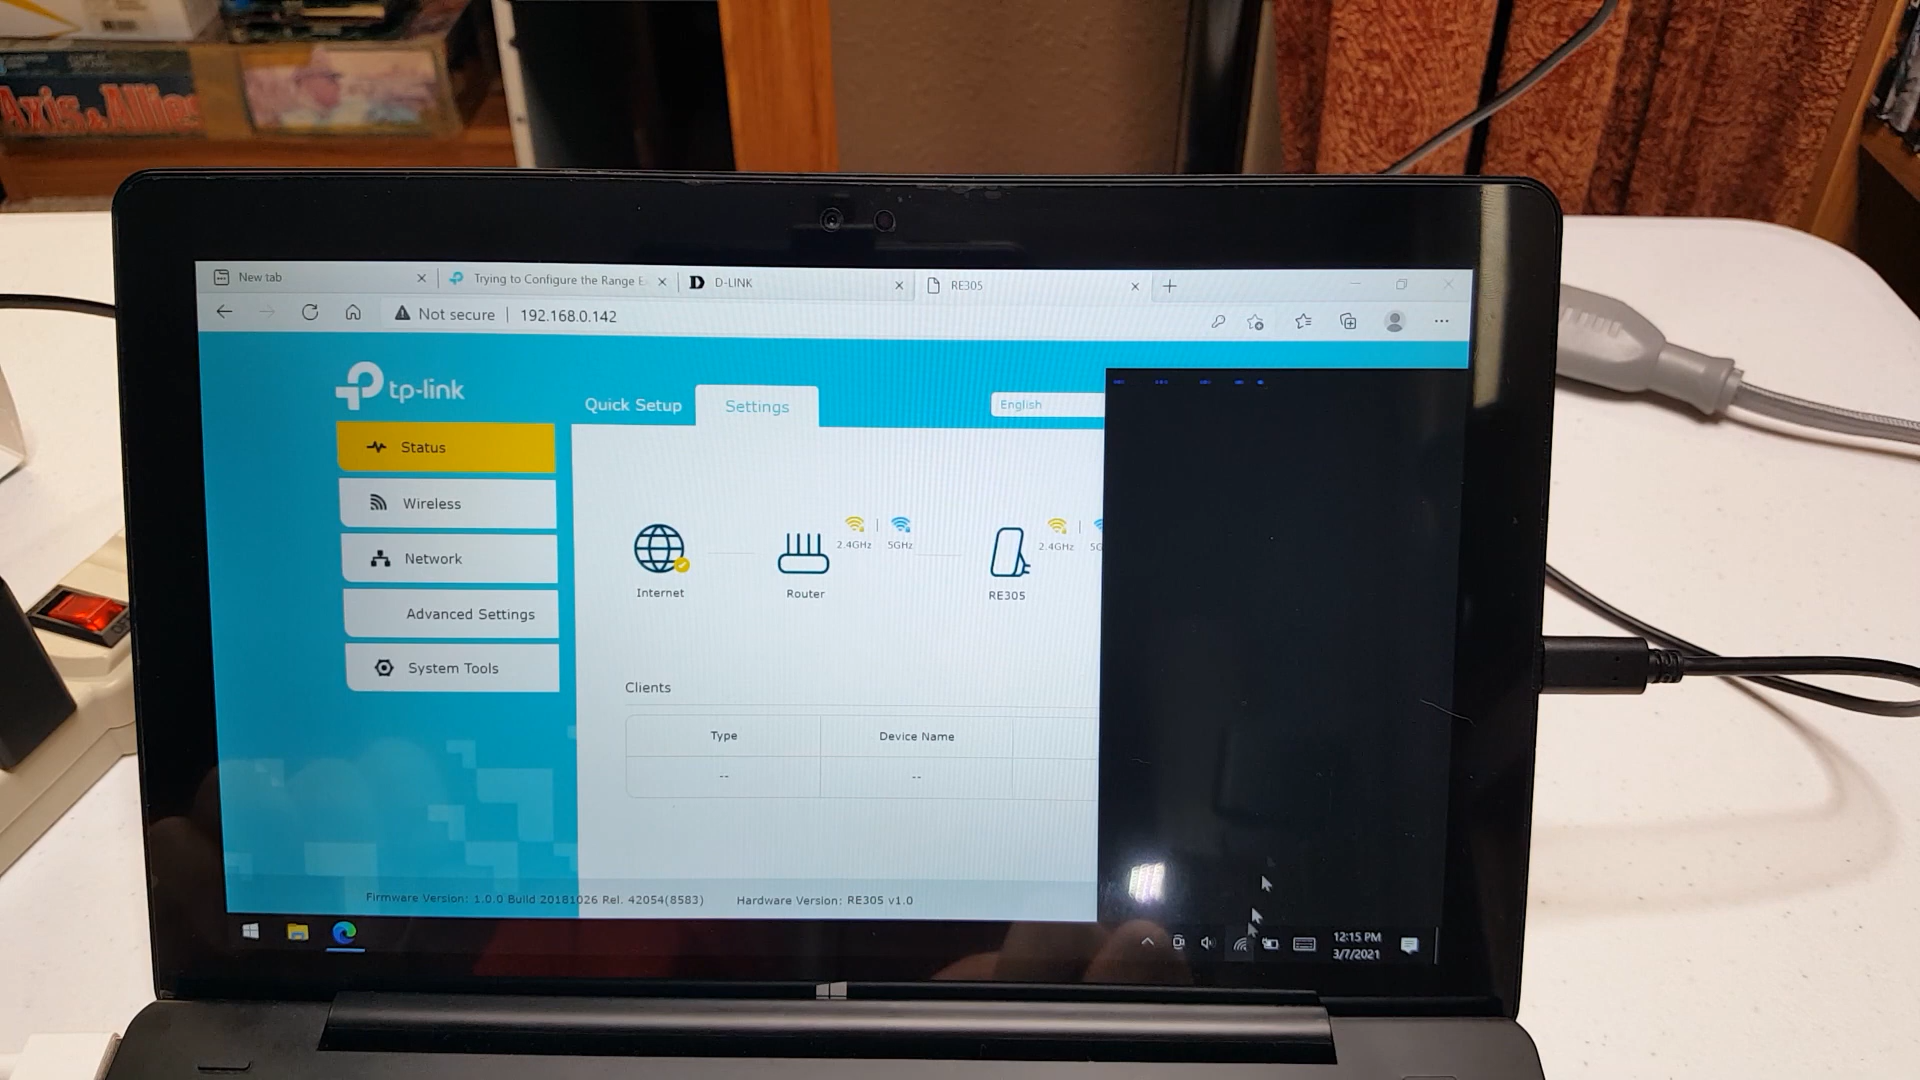 Axis & Allies
New tab
Trying to Configure the Range E
D-LINK
RE305
Not secure
192.168.0.142
tp-link
Quick Setup
Settings
English
Status
Wireless
Network
Advanced Settings
System Tools
2.4GHz
5GHz
2.4GHz
5G
Internet
Router
RE305
Clients
Type
Device Name
--
--
Firmware Version: 1.0.0 Build 20181026 Rel. 42054(8583)
Hardware Version: RE305 v1.0
12:15 PM
3/7/2021